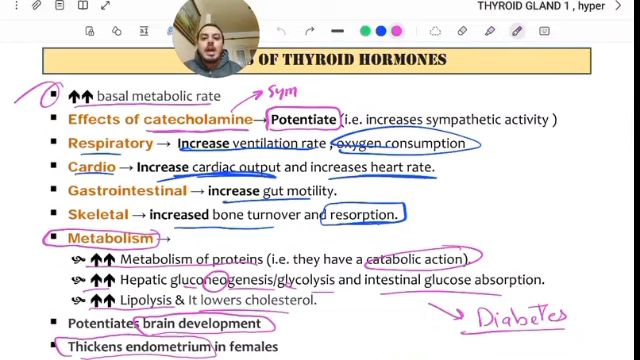 THYROID GLAND 1 , hyper
OF THYROID HORMONES
↑↑ basal metabolic rate
Sym
Effects of catecholamine→ Potentiate (i.e. increases sympathetic activity )
Respiratory → Increase ventilation rate , oxygen consumption
Cardio → Increase cardiac output and increases heart rate.
Gastrointestinal → increase gut motility.
Skeletal → increased bone turnover and resorption.
Metabolism →
↑↑ Metabolism of proteins (i.e. they have a catabolic action).
↑↑ Hepatic gluconeogenesis/glycolysis and intestinal glucose absorption.
↑↑ Lipolysis & It lowers cholesterol.
→ Diabetes
Potentiates brain development
Thickens endometrium in females